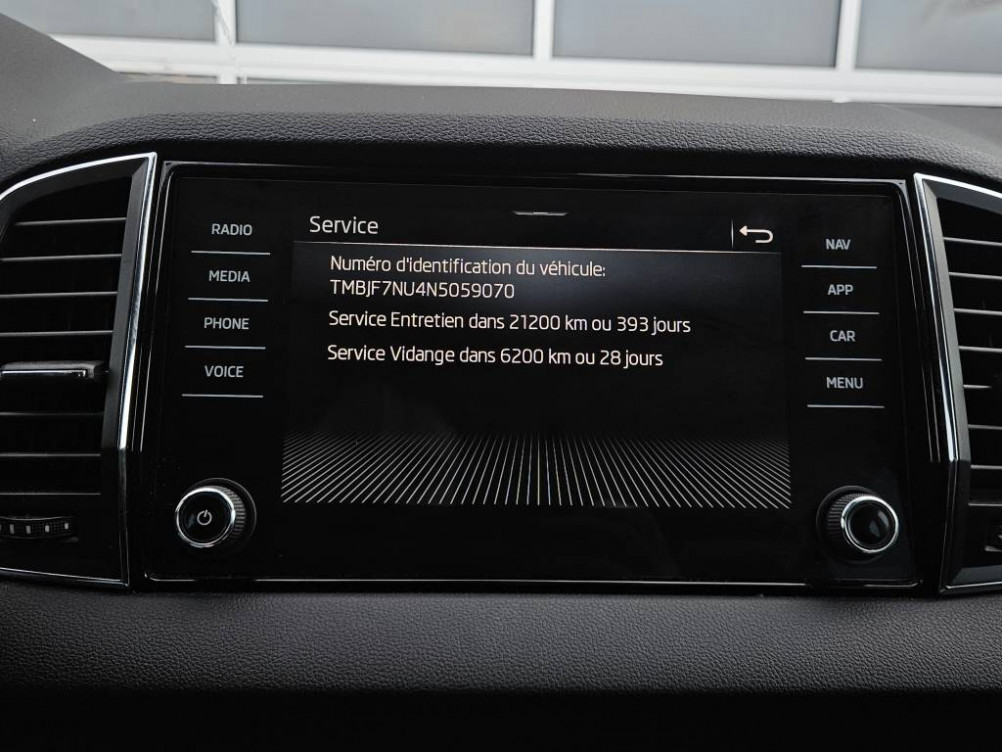 RADIO
MEDIA
PHONE
VOICE
Service
Numéro d'identification du véhicule:
TMBJF7NU4N5059070
Service Entretien dans 21200 km ou 393 jours
Service Vidange dans 6200 km ou 28 jours
NAV
APP
CAR
MENU